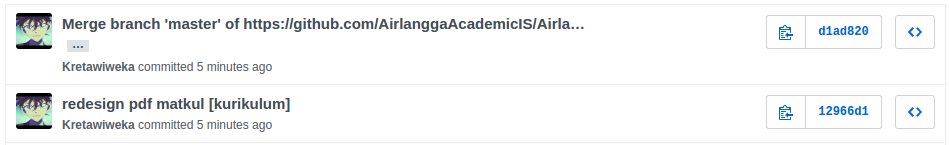 Merge branch 'master' of https://github.com/AirlanggaAcademicIS/Airla…
d1ad820
…
Kretawiweka committed 5 minutes ago
redesign pdf matkul [kurikulum]
12966d1
Kretawiweka committed 5 minutes ago